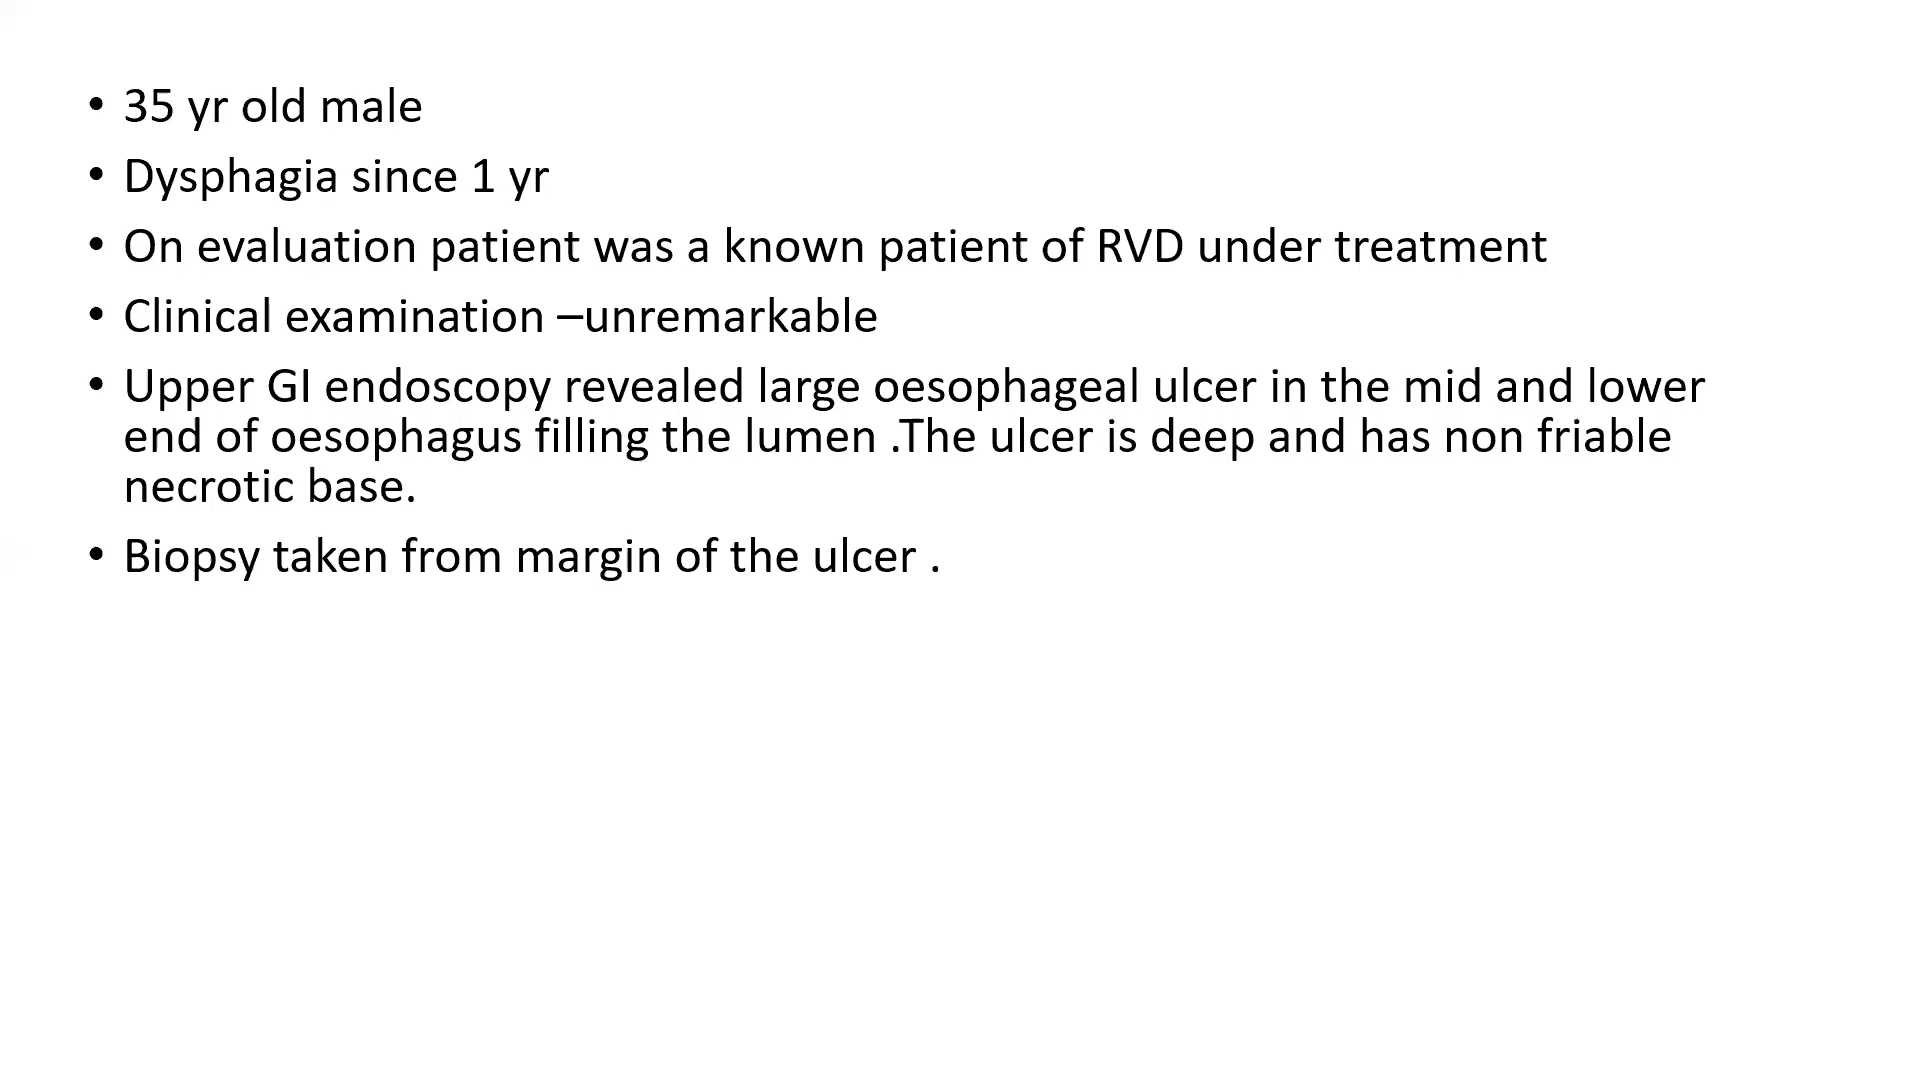 • 35 yr old male
• Dysphagia since 1 yr
• On evaluation patient was a known patient of RVD under treatment
• Clinical examination –unremarkable
• Upper GI endoscopy revealed large oesophageal ulcer in the mid and lower
end of oesophagus filling the lumen .The ulcer is deep and has non friable
necrotic base.
• Biopsy taken from margin of the ulcer .